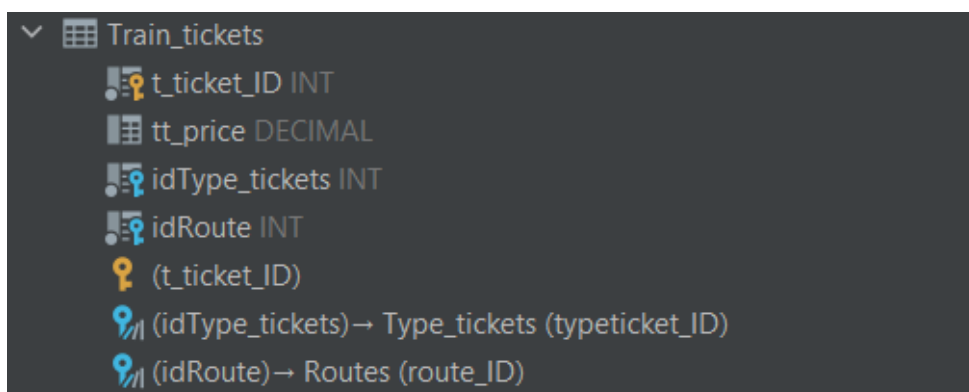 Train_tickets
t_ticket_ID INT
tt_price DECIMAL
idType_tickets INT
idRoute INT
(t_ticket_ID)
(idType_tickets)→ Type_tickets (typeticket_ID)
(idRoute)→ Routes (route_ID)